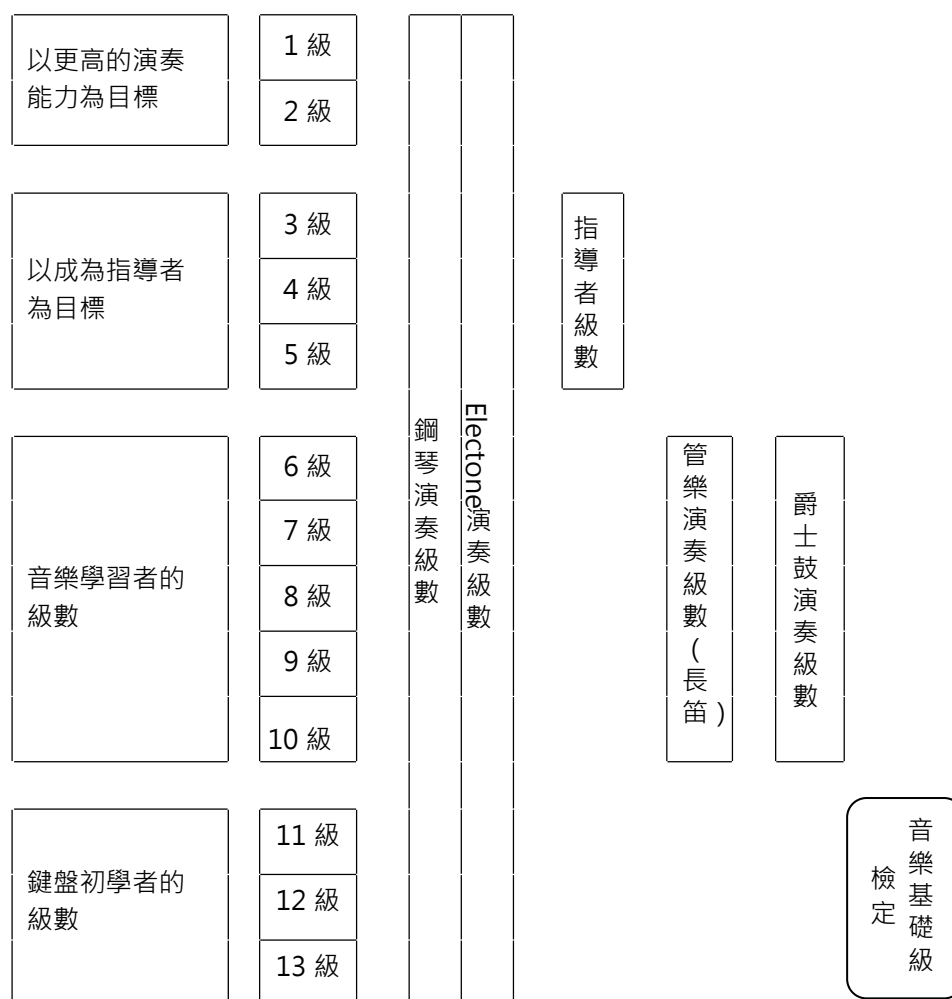 以更高的演奏
能力為目標
1 級
2 級
以成為指導者
為目標
3 級
4 級
5 級
音樂學習者的
級數
6 級
7 級
8 級
9 級
10 級
鍵盤初學者的
級數
11 級
12 級
13 級
鋼琴演奏級數
Electone演奏級數
指導者級數
管樂演奏級數(長笛)
爵士鼓演奏級數
音樂基礎級
檢定